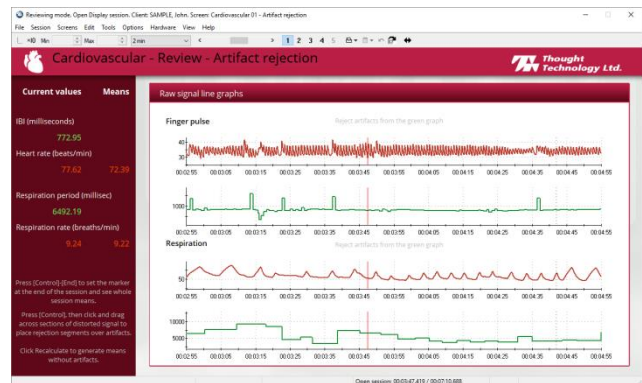 Reviewing mode. Open Display session. Client: SAMPLE, John. Screen: Cardiovascular 01 - Artifact rejection
File Session Screens Edit Tools Options Hardware View Help
<10 Min Max 2 min < > 1 2 3 4 5
Cardiovascular - Review - Artifact rejection
Thought
Technology Ltd.
Current values Means
Raw signal line graphs
IBI (milliseconds)
772.95
Heart rate (beats/min)
77.62 72.39
Respiration period (millisec)
6492.19
Respiration rate (breaths/min)
9.24 9.22
Press [Control]-[End] to set the marker
at the end of the session and see whole
session means.
Press [Control], then click and drag
across sections of distorted signal to
place rejection segments over artifacts.
Click Recalculate to generate means
without artifacts.
Finger pulse Reject artifacts from the green graph
40
30
00:02:55 00:03:05 00:03:15 00:03:25 00:03:35 00:03:45 00:03:55 00:04:05 00:04:15 00:04:25 00:04:35 00:04:45 00:04:55
1000
00:02:55 00:03:05 00:03:15 00:03:25 00:03:35 00:03:45 00:03:55 00:04:05 00:04:15 00:04:25 00:04:35 00:04:45 00:04:55
Respiration Reject artifacts from the green graph
50
00:02:55 00:03:05 00:03:15 00:03:25 00:03:35 00:03:45 00:03:55 00:04:05 00:04:15 00:04:25 00:04:35 00:04:45 00:04:55
10000
5000
00:02:55 00:03:05 00:03:15 00:03:25 00:03:35 00:03:45 00:03:55 00:04:05 00:04:15 00:04:25 00:04:35 00:04:45 00:04:55
Open session: 00:03:47.419 / 00:07:10.688